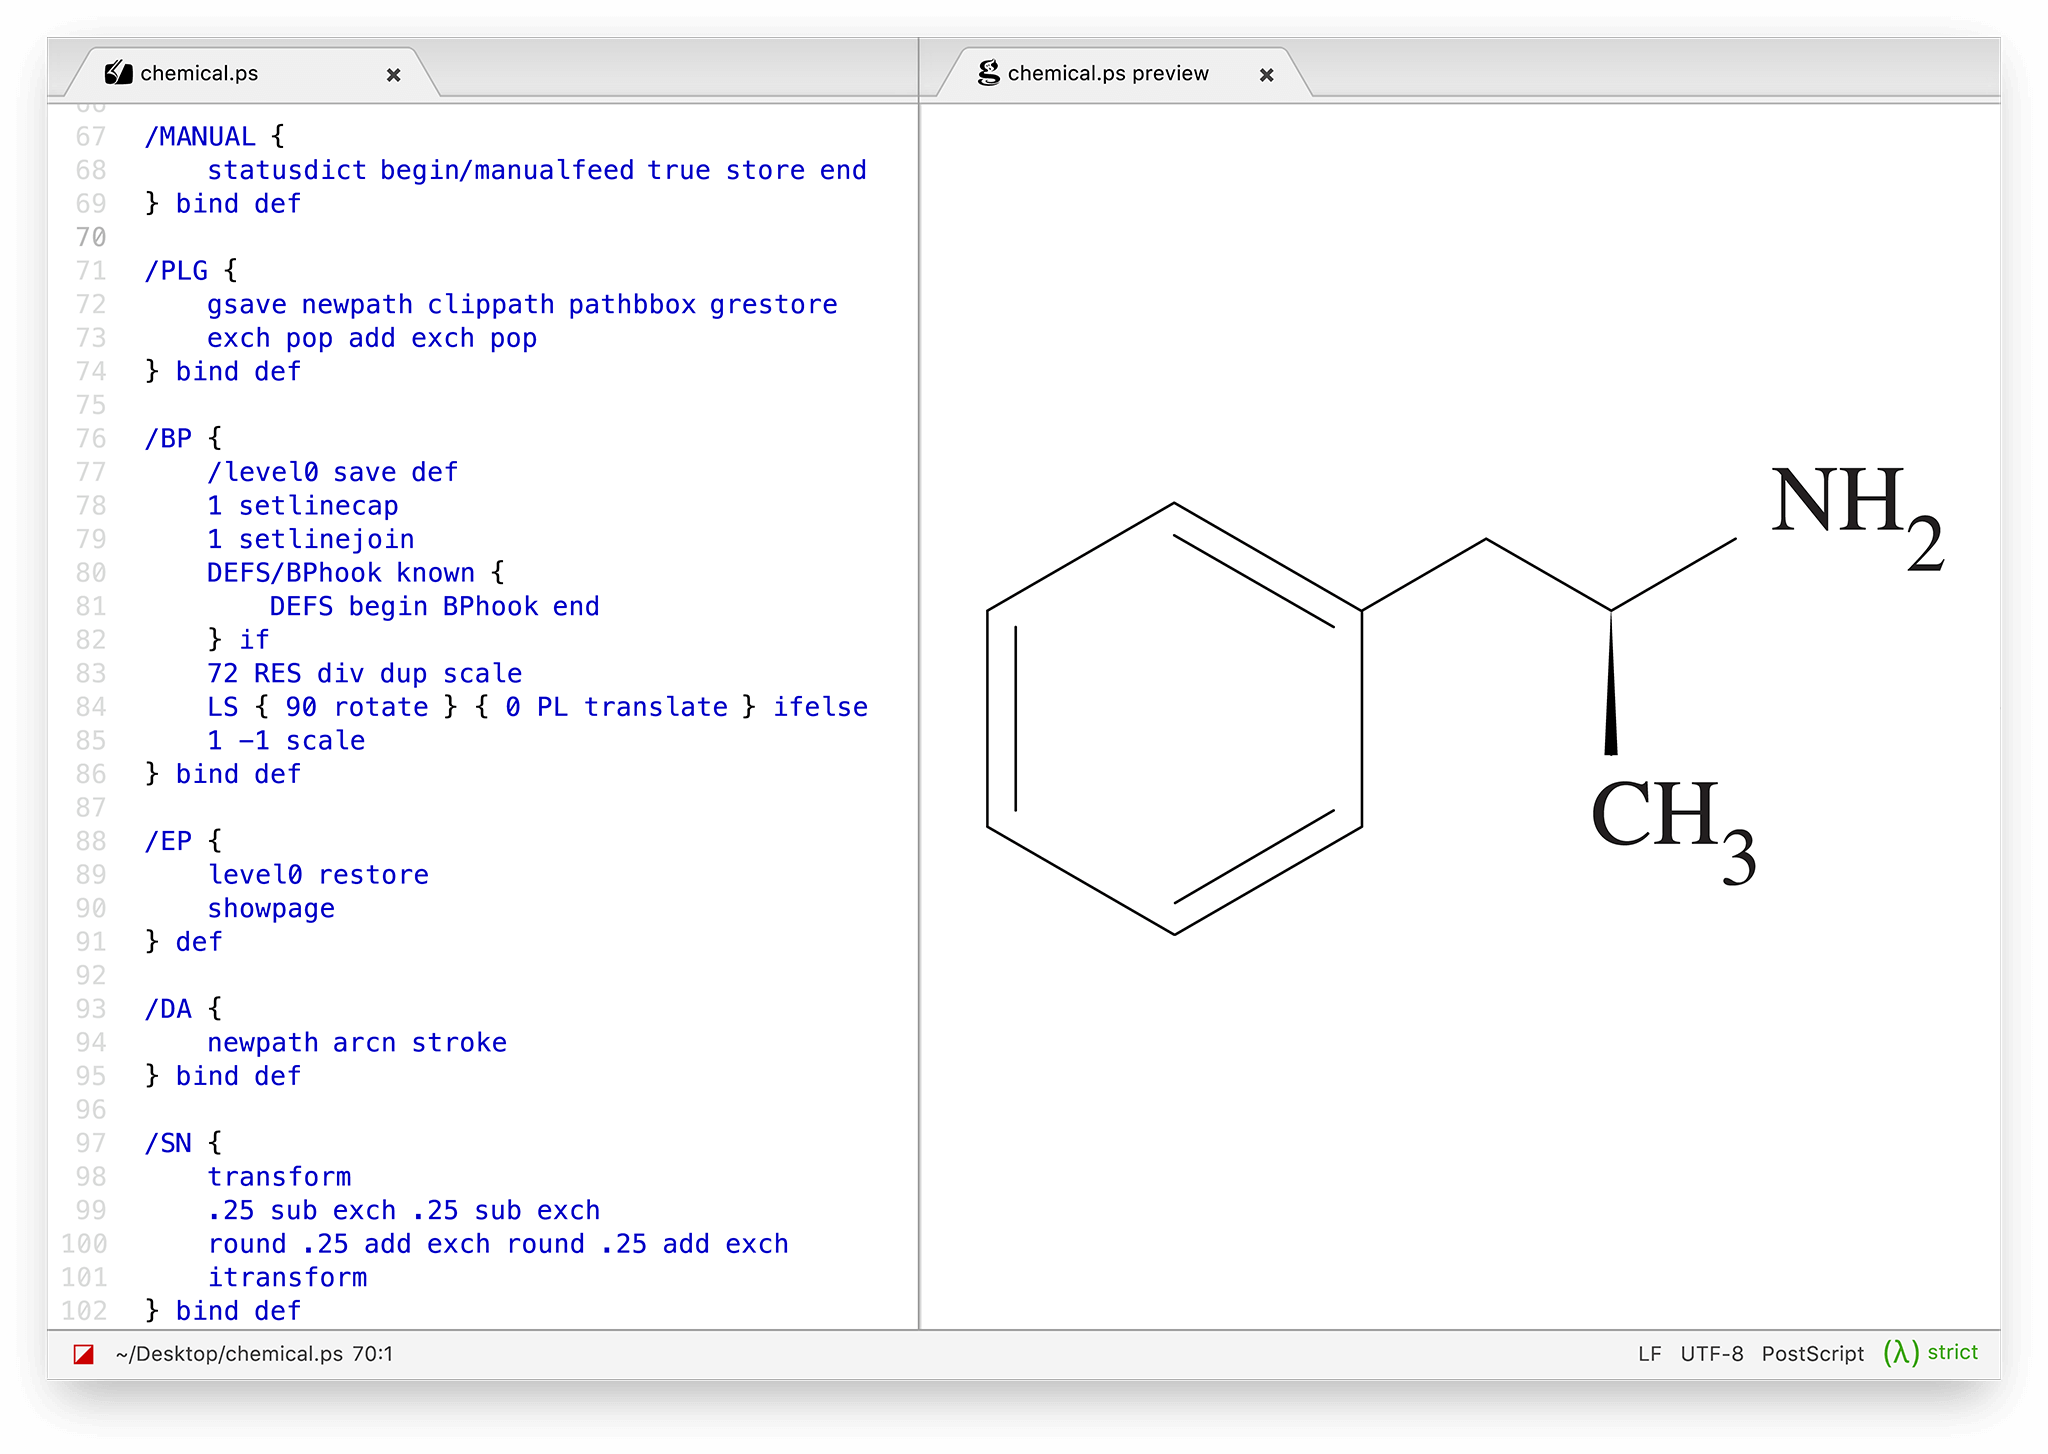 chemical.ps
chemical.ps preview
67 /MANUAL {
68 statusdict begin/manualfeed true store end
69 } bind def
70
71 /PLG {
72 gsave newpath clippath pathbbox grestore
73 exch pop add exch pop
74 } bind def
75
76 /BP {
77 /level0 save def
78 1 setlinecap
79 1 setlinejoin
80 DEFS/BPhook known {
81 DEFS begin BPhook end
82 } if
83 72 RES div dup scale
84 LS { 90 rotate } { 0 PL translate } ifelse
85 1 -1 scale
86 } bind def
87
88 /EP {
89 level0 restore
90 showpage
91 } def
92
93 /DA {
94 newpath arcn stroke
95 } bind def
96
97 /SN {
98 transform
99 .25 sub exch .25 sub exch
100 round .25 add exch round .25 add exch
101 itransform
102 } bind def
NH2
CH3
~/Desktop/chemical.ps 70:1
LF UTF-8 PostScript (λ) strict